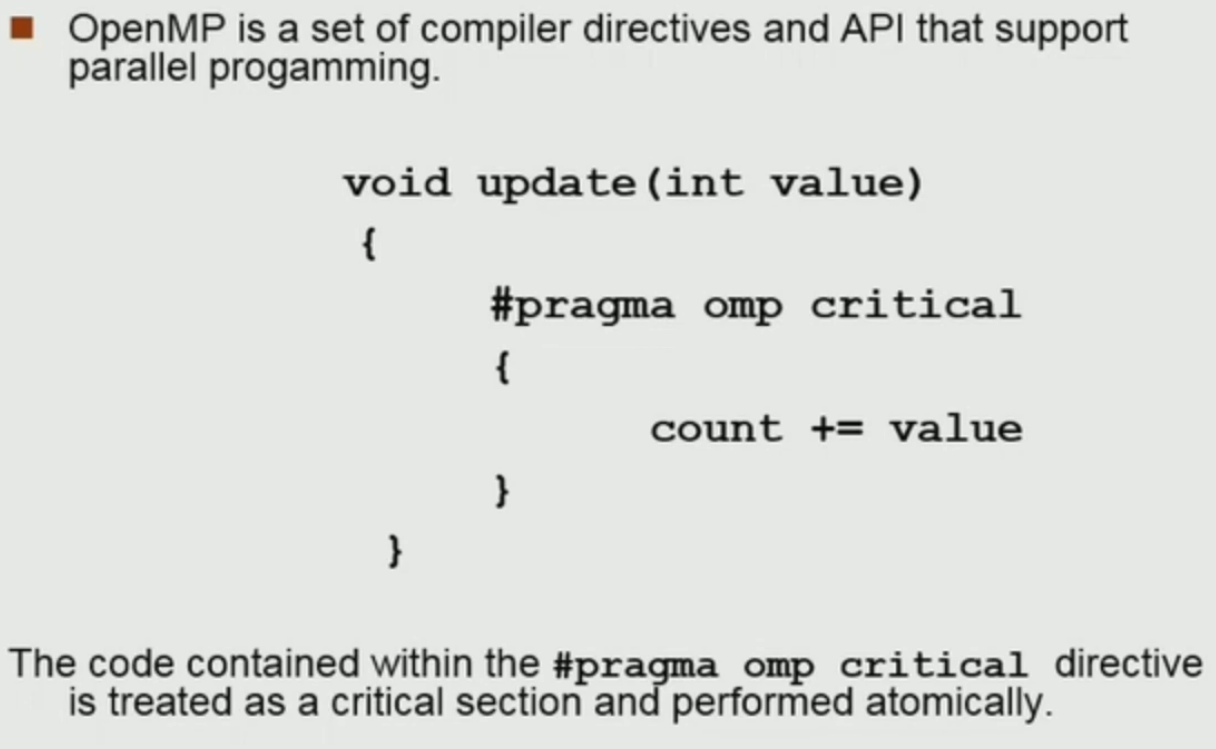 OpenMP is a set of compiler directives and API that support
parallel progamming.
void update(int value)
{
#pragma omp critical
{
count += value
}
}
The code contained within the #pragma omp critical directive
is treated as a critical section and performed atomically.